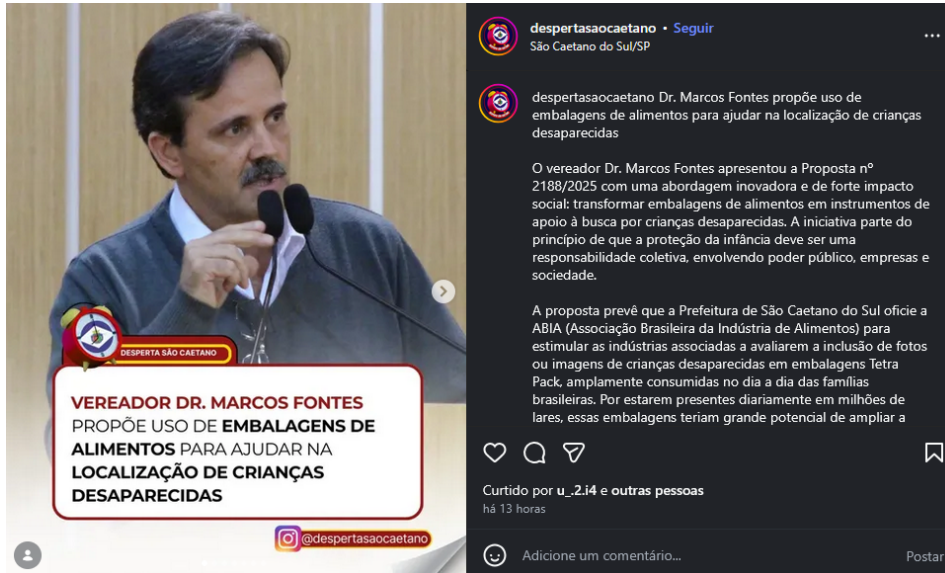 DESPERTA SÃO CAETANO
VEREADOR DR. MARCOS FONTES
PROPÕE USO DE EMBALAGENS DE
ALIMENTOS PARA AJUDAR NA
LOCALIZAÇÃO DE CRIANÇAS
DESAPARECIDAS
@despertasaocaetano
despertasaocaetano • Seguir
São Caetano do Sul/SP
despertasaocaetano Dr. Marcos Fontes propõe uso de
embalagens de alimentos para ajudar na localização de crianças
desaparecidas
O vereador Dr. Marcos Fontes apresentou a Proposta nº
2188/2025 com uma abordagem inovadora e de forte impacto
social: transformar embalagens de alimentos em instrumentos de
apoio à busca por crianças desaparecidas. A iniciativa parte do
princípio de que a proteção da infância deve ser uma
responsabilidade coletiva, envolvendo poder público, empresas e
sociedade.
A proposta prevê que a Prefeitura de São Caetano do Sul oficie a
ABIA (Associação Brasileira da Indústria de Alimentos) para
estimular as indústrias associadas a avaliarem a inclusão de fotos
ou imagens de crianças desaparecidas em embalagens Tetra
Pack, amplamente consumidas no dia a dia das famílias
brasileiras. Por estarem presentes diariamente em milhões de
lares, essas embalagens teriam grande potencial de ampliar a
Curtido por u_.2.i4 e outras pessoas
há 13 horas
Adicione um comentário...
Postar